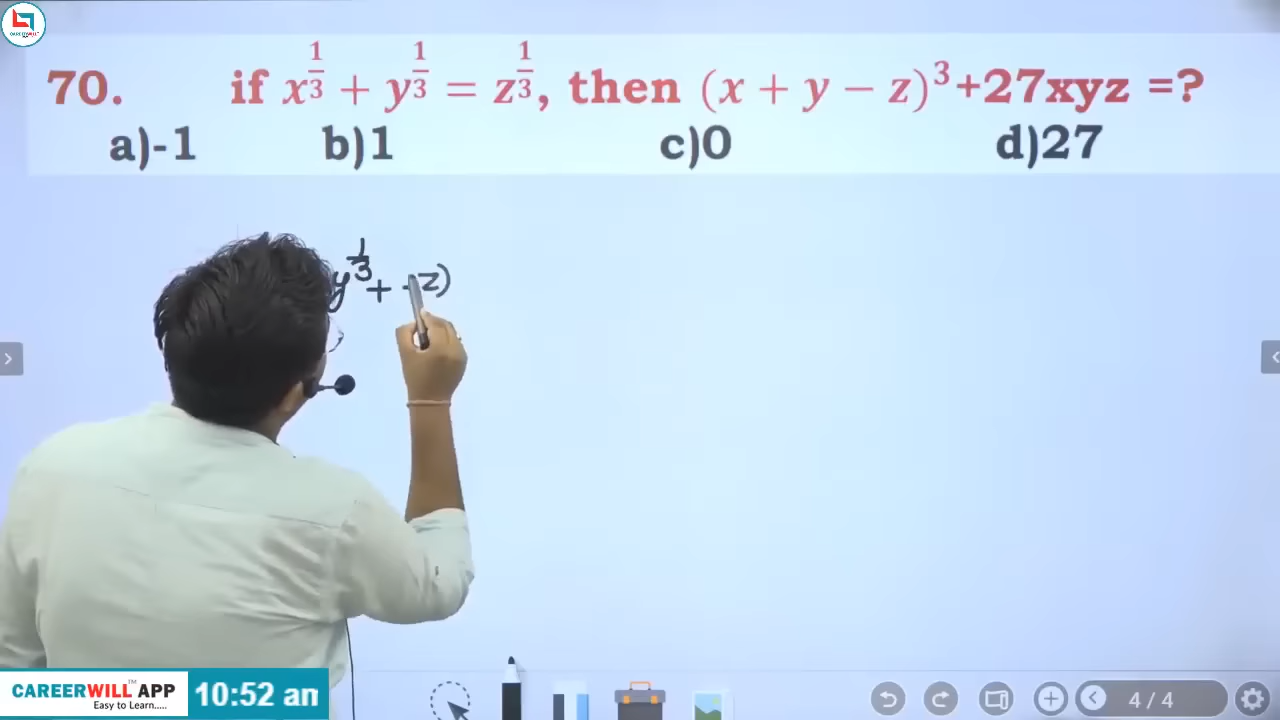 CAREERWILL
70. if x^{1/3} + y^{1/3} = z^{1/3}, then (x + y − z)^3+27xyz =?
a)-1 b)1 c)0 d)27
y^{1/3} + -z)
CAREERWILL™ APP
Easy to Learn.....
10:52 an
4 / 4